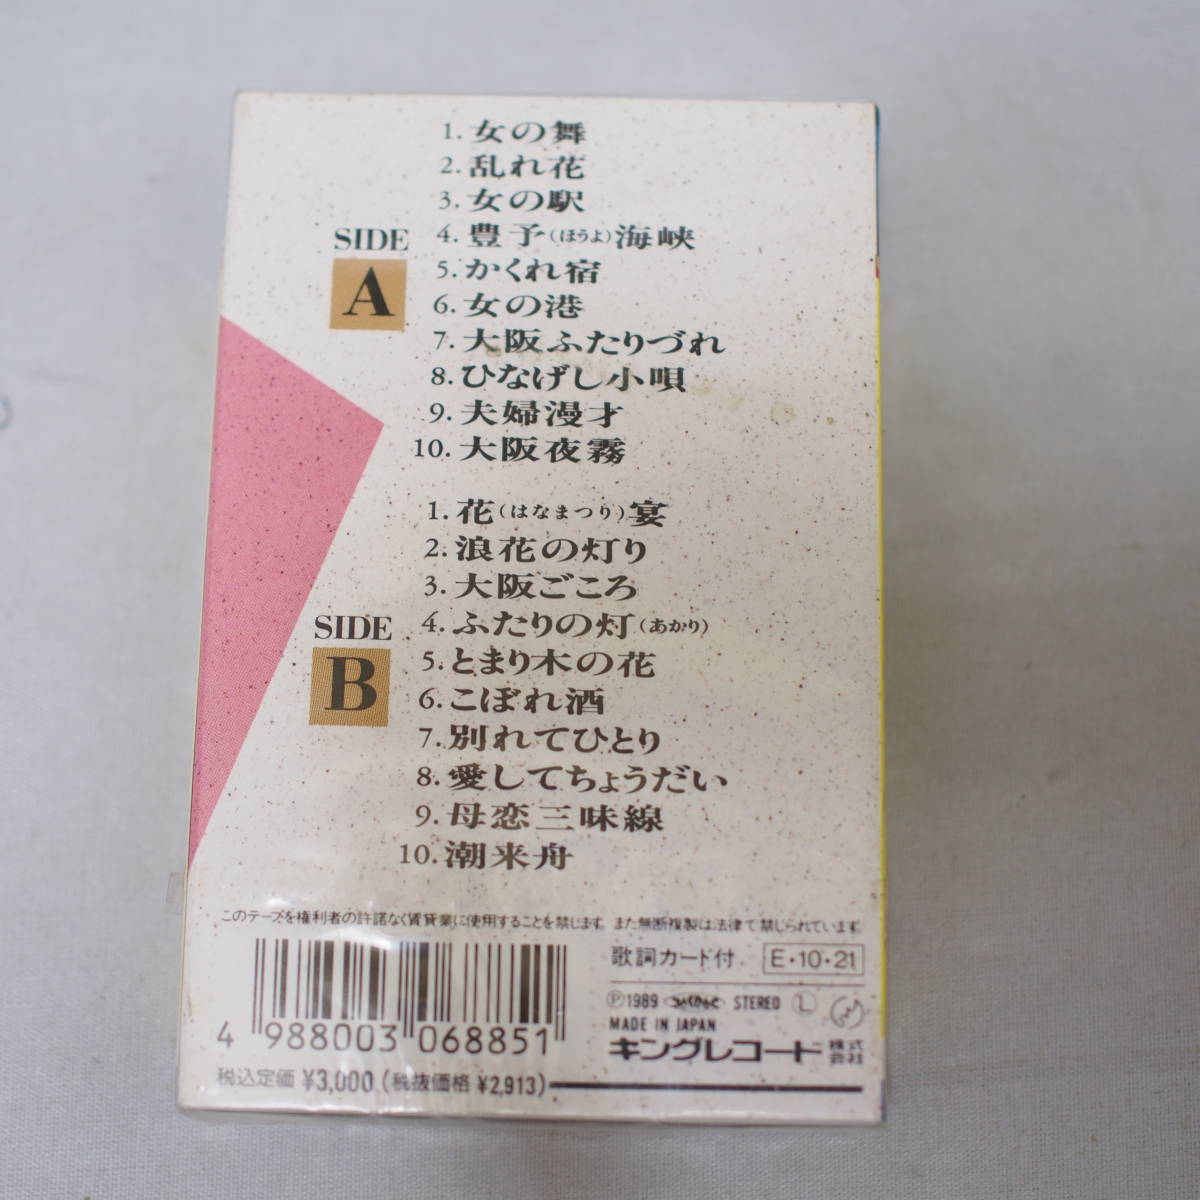 SIDE A
1. 女の舞
2. 乱れ花
3. 女の駅
4. 豊予(ほうよ)海峡
5. かくれ宿
6. 女の港
7. 大阪ふたりづれ
8. ひなげし小唄
9. 夫婦漫才
10. 大阪夜霧
SIDE B
1. 花(はなまつり)宴
2. 浪花の灯り
3. 大阪ごころ
4. ふたりの灯(あかり)
5. とまり木の花
6. こぼれ酒
7. 別れてひとり
8. 愛してちょうだい
9. 母恋三味線
10. 潮来舟
このテープを権利者の許諾なく賃貸業に使用することを禁じます。また無断複製は法律で禁じられています。
歌詞カード付 E・10・21
Ⓟ1989 STEREO Ⓛ
MADE IN JAPAN
キングレコード株式会社
4 988003 068851
税込定価 ¥3,000(税抜価格 ¥2,913)